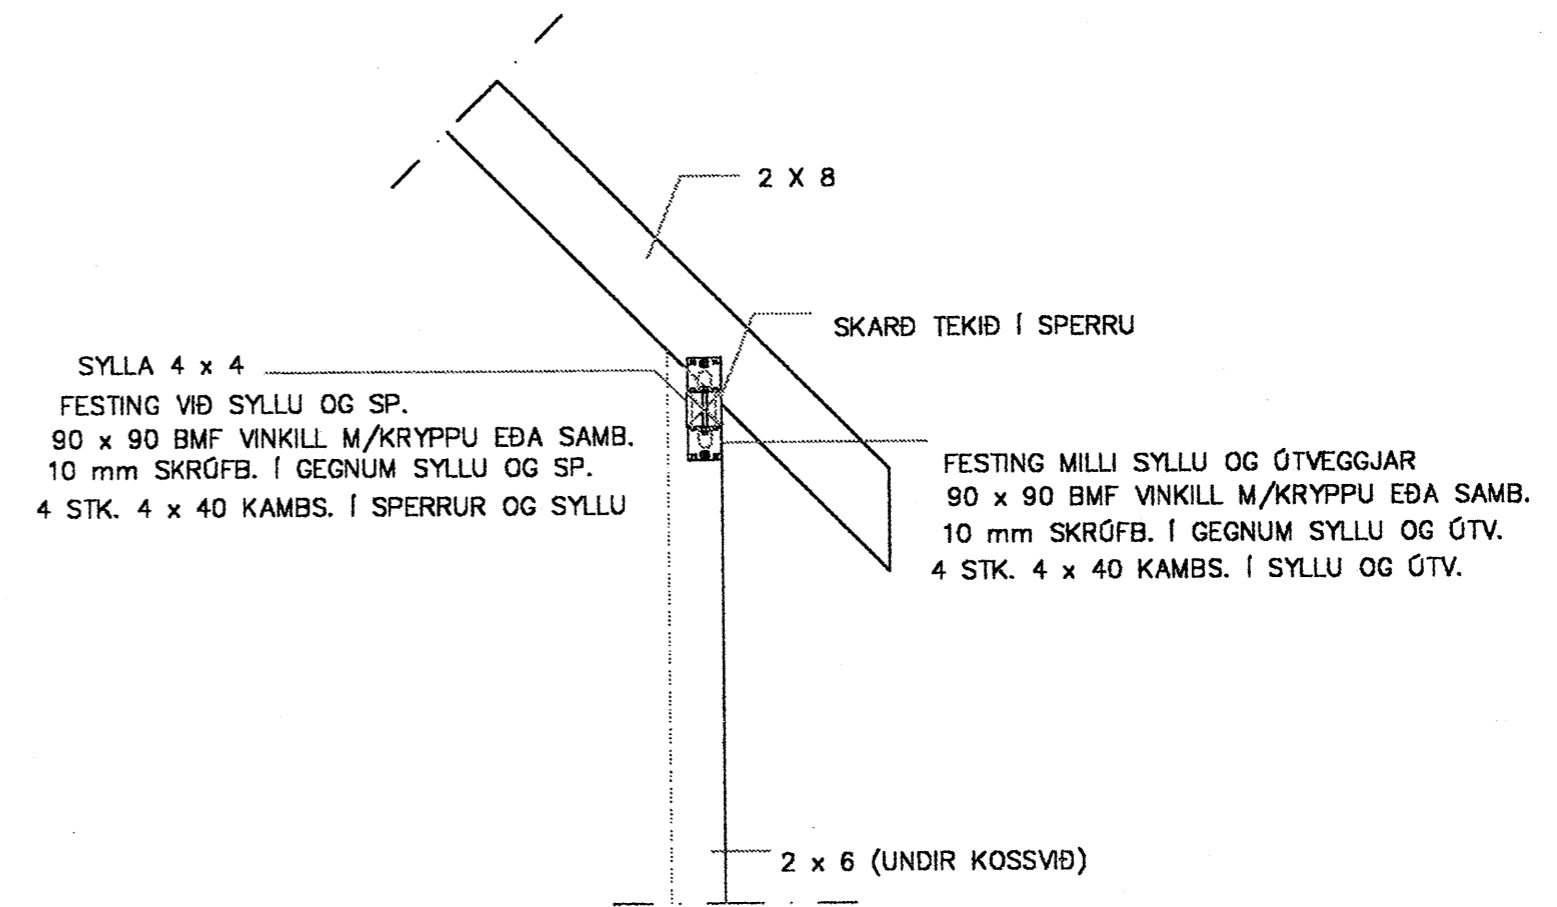 2 X 8
SKARÐ TEKIÐ Í SPERRU
SYLLA 4 x 4
FESTING VIÐ SYLLU OG SP.
90 x 90 BMF VINKILL M/KRYPPU EÐA SAMB.
10 mm SKRÚFB. Í GEGNUM SYLLU OG SP.
4 STK. 4 x 40 KAMBS. Í SPERRUR OG SYLLU
FESTING MILLI SYLLU OG ÚTVEGGJAR
90 x 90 BMF VINKILL M/KRYPPU EÐA SAMB.
10 mm SKRÚFB. Í GEGNUM SYLLU OG ÚTV.
4 STK. 4 x 40 KAMBS. Í SYLLU OG ÚTV.
2 x 6 (UNDIR KOSSVIÐ)